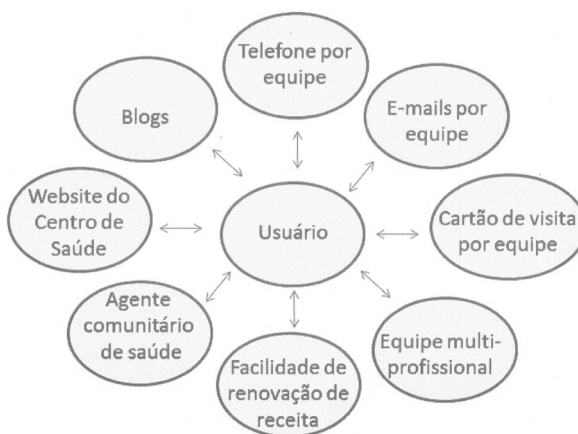 Telefone por
equipe
E-mails por
equipe
Cartão de visita
por equipe
Equipe multi-
profissional
Facilidade de
renovação de
receita
Agente
comunitário
de saúde
Website do
Centro de
Saúde
Blogs
Usuário